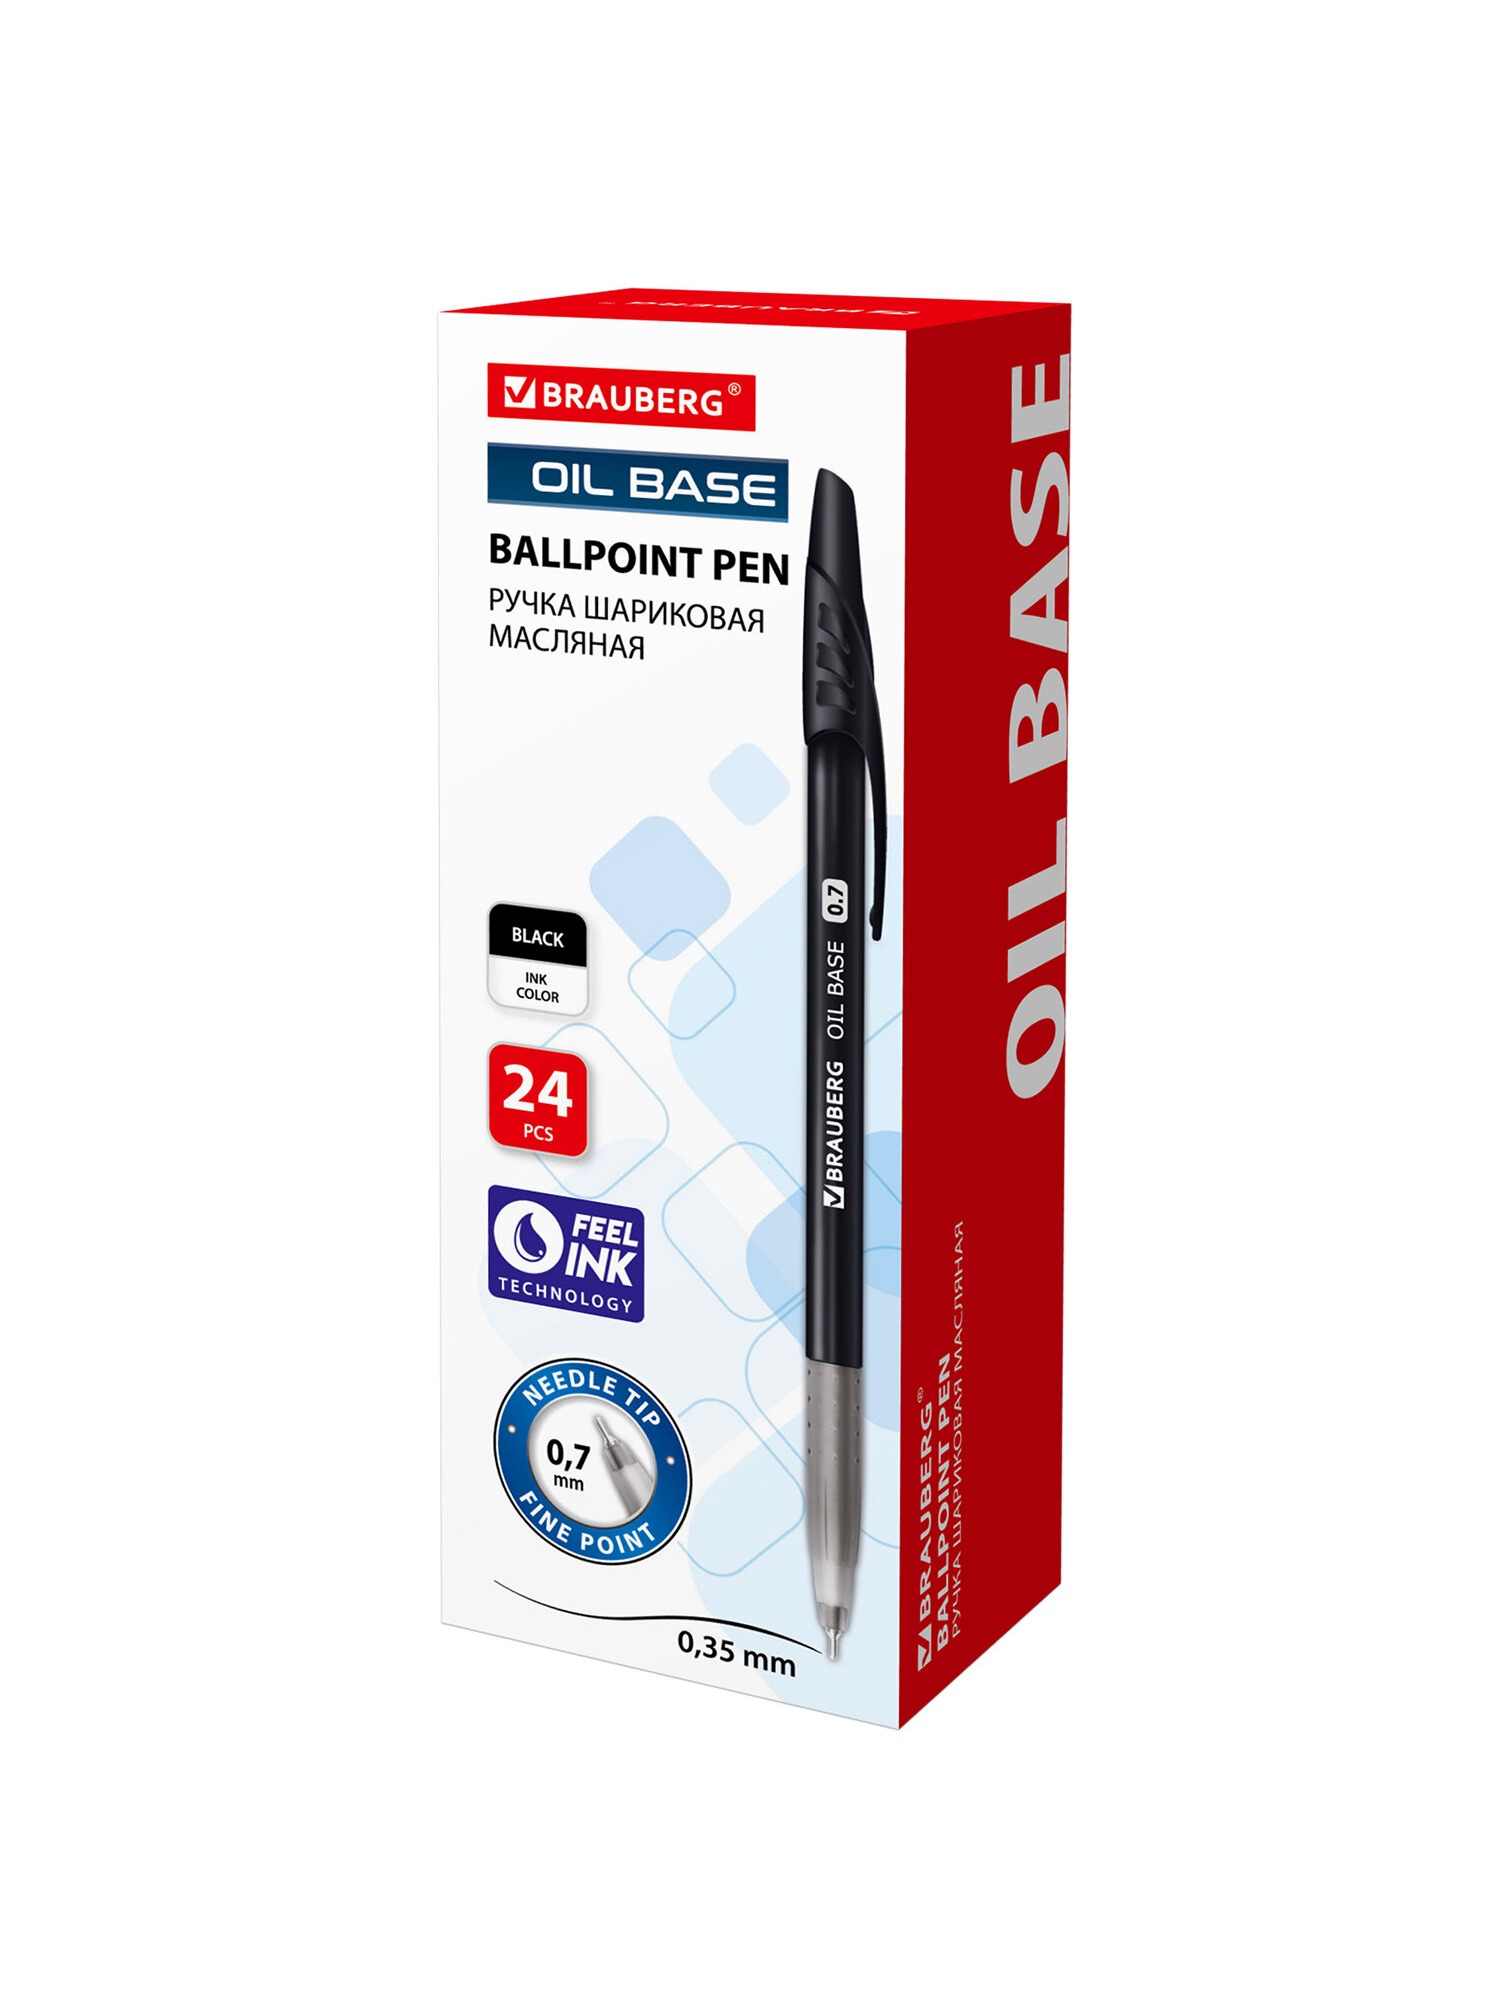 BRAUBERG
BRAUBERG®
OIL BASE
BALLPOINT PEN
РУЧКА ШАРИКОВАЯ
МАСЛЯНАЯ
BLACK
INK
COLOR
24
PCS
FEEL
INK
TECHNOLOGY
NEEDLE TIP
0,7
mm
FINE POINT
0,35 mm
BRAUBERG OIL BASE 0.7
OIL BASE
BRAUBERG®
BALLPOINT PEN
РУЧКА ШАРИКОВАЯ МАСЛЯНАЯ